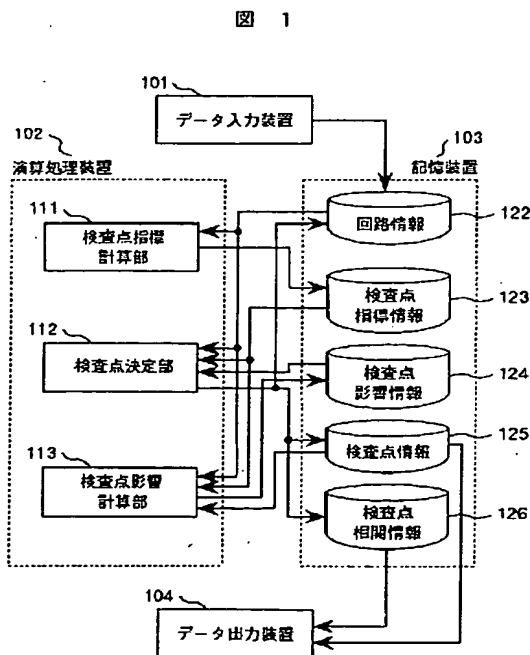 図 1
101
データ入力装置
102
演算処理装置
103
記憶装置
111
検査点指標
計算部
回路情報
122
検査点
指標情報
123
112
検査点決定部
検査点
影響情報
124
検査点情報
125
113
検査点影響
計算部
検査点
相関情報
126
104
データ出力装置